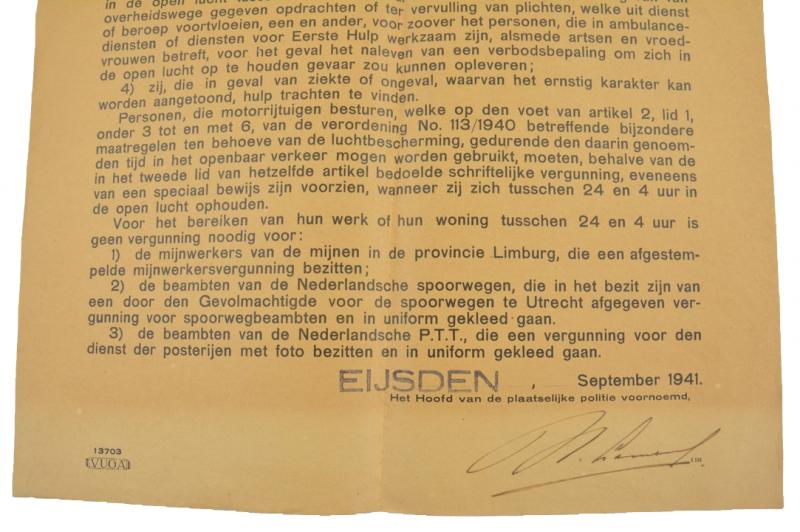 overheidswege gegeven opdrachten of ter vervulling van plichten, welke uit dienst
of beroep voortvloeien, een en ander, voor zoover het personen, die in ambulance-
diensten of diensten voor Eerste Hulp werkzaam zijn, alsmede artsen en vroed-
vrouwen betreft, voor het geval het naleven van een verbodsbepaling om zich in
de open lucht op te houden gevaar zou kunnen opleveren;
4) zij, die in geval van ziekte of ongeval, waarvan het ernstig karakter kan
worden aangetoond, hulp trachten te vinden.
Personen, die motorrijtuigen besturen, welke op den voet van artikel 2, lid 1,
onder 3 tot en met 6, van de verordening No. 113/1940 betreffende bijzondere
maatregelen ten behoeve van de luchtbescherming, gedurende den daarin genoem-
den tijd in het openbaar verkeer mogen worden gebruikt, moeten, behalve van de
in het tweede lid van hetzelfde artikel bedoelde schriftelijke vergunning, eveneens
van een speciaal bewijs zijn voorzien, wanneer zij zich tusschen 24 en 4 uur in
de open lucht ophouden.
Voor het bereiken van hun werk of hun woning tusschen 24 en 4 uur is
geen vergunning noodig voor:
1) de mijnwerkers van de mijnen in de provincie Limburg, die een afgestem-
pelde mijnwerkersvergunning bezitten;
2) de beambten van de Nederlandsche spoorwegen, die in het bezit zijn van
een door den Gevolmachtigde voor de spoorwegen te Utrecht afgegeven ver-
gunning voor spoorwegbeambten en in uniform gekleed gaan.
3) de beambten van de Nederlandsche P.T.T., die een vergunning voor den
dienst der posterijen met foto bezitten en in uniform gekleed gaan.
EIJSDEN , September 1941.
Het Hoofd van de plaatselijke politie voornoemd,
13703
VUGA